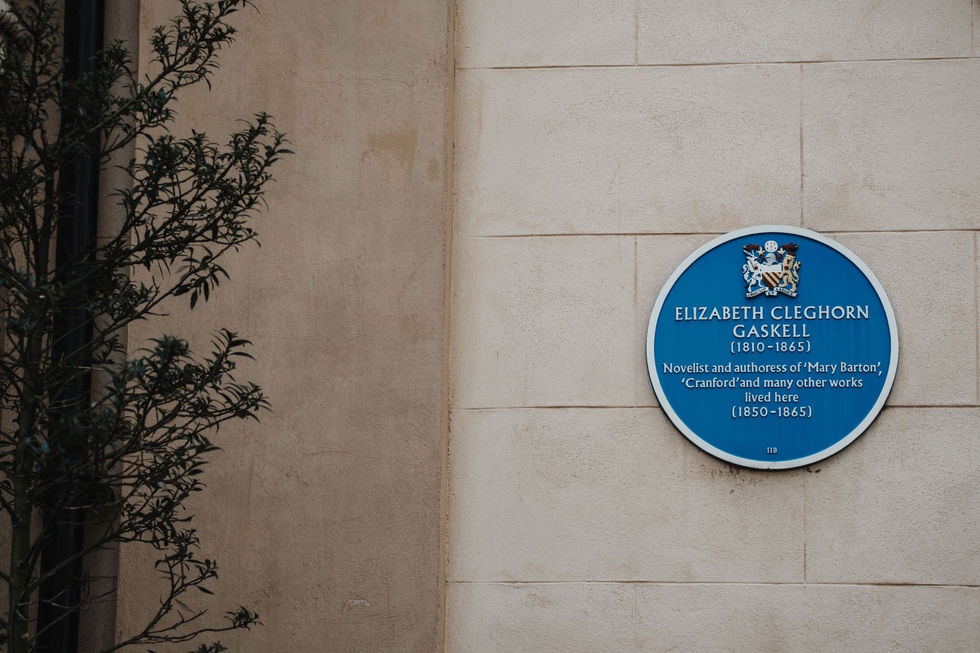 ELIZABETH CLEGHORN
GASKELL
(1810-1865)
Novelist and authoress of 'Mary Barton',
'Cranford' and many other works
lived here
(1850-1865)
118